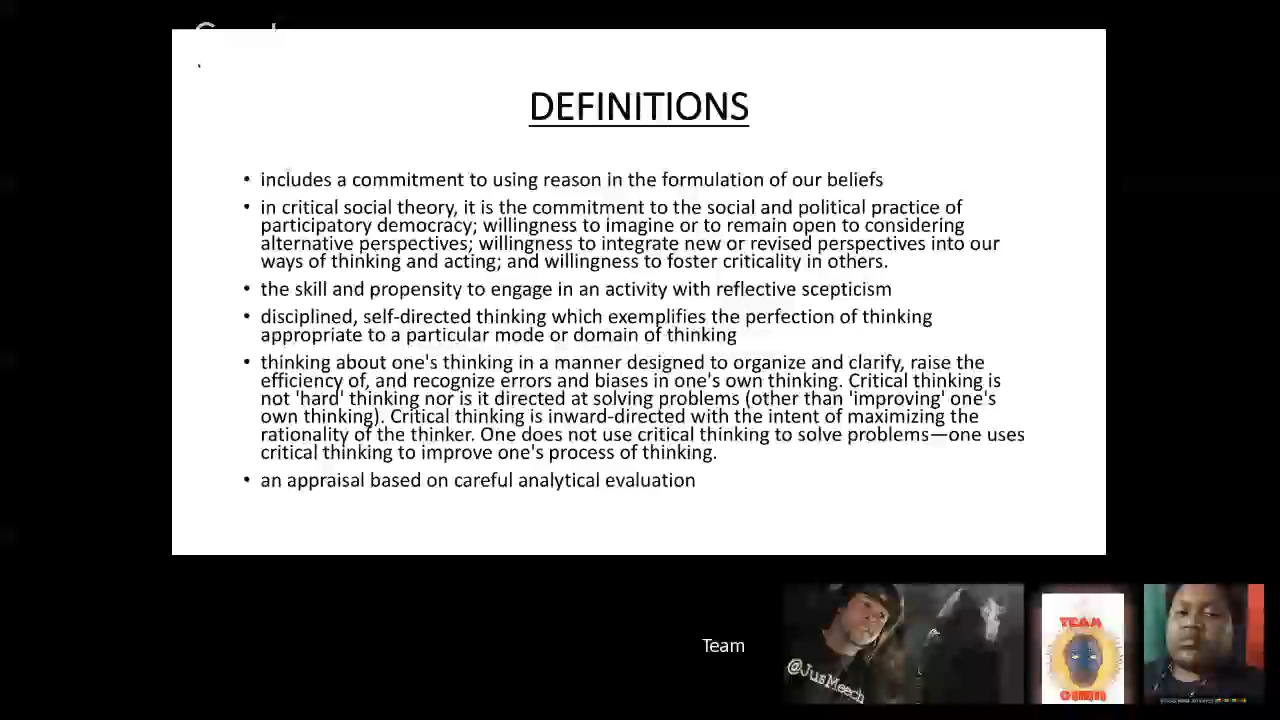 DEFINITIONS
• includes a commitment to using reason in the formulation of our beliefs
• in critical social theory, it is the commitment to the social and political practice of
participatory democracy; willingness to imagine or to remain open to considering
alternative perspectives; willingness to integrate new or revised perspectives into our
ways of thinking and acting; and willingness to foster criticality in others.
• the skill and propensity to engage in an activity with reflective scepticism
• disciplined, self-directed thinking which exemplifies the perfection of thinking
appropriate to a particular mode or domain of thinking
• thinking about one's thinking in a manner designed to organize and clarify, raise the
efficiency of, and recognize errors and biases in one's own thinking. Critical thinking is
not 'hard' thinking nor is it directed at solving problems (other than 'improving' one's
own thinking). Critical thinking is inward-directed with the intent of maximizing the
rationality of the thinker. One does not use critical thinking to solve problems—one uses
critical thinking to improve one's process of thinking.
• an appraisal based on careful analytical evaluation
Team
@JusMeech
TEAM